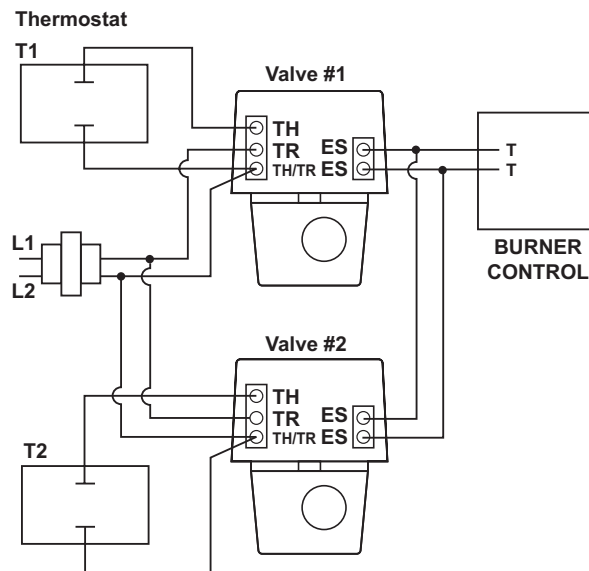 Thermostat
T1
Valve #1
TH
TR
TH/TR
ES
ES
T
T
BURNER
CONTROL
L1
L2
Valve #2
TH
TR
TH/TR
ES
ES
T2